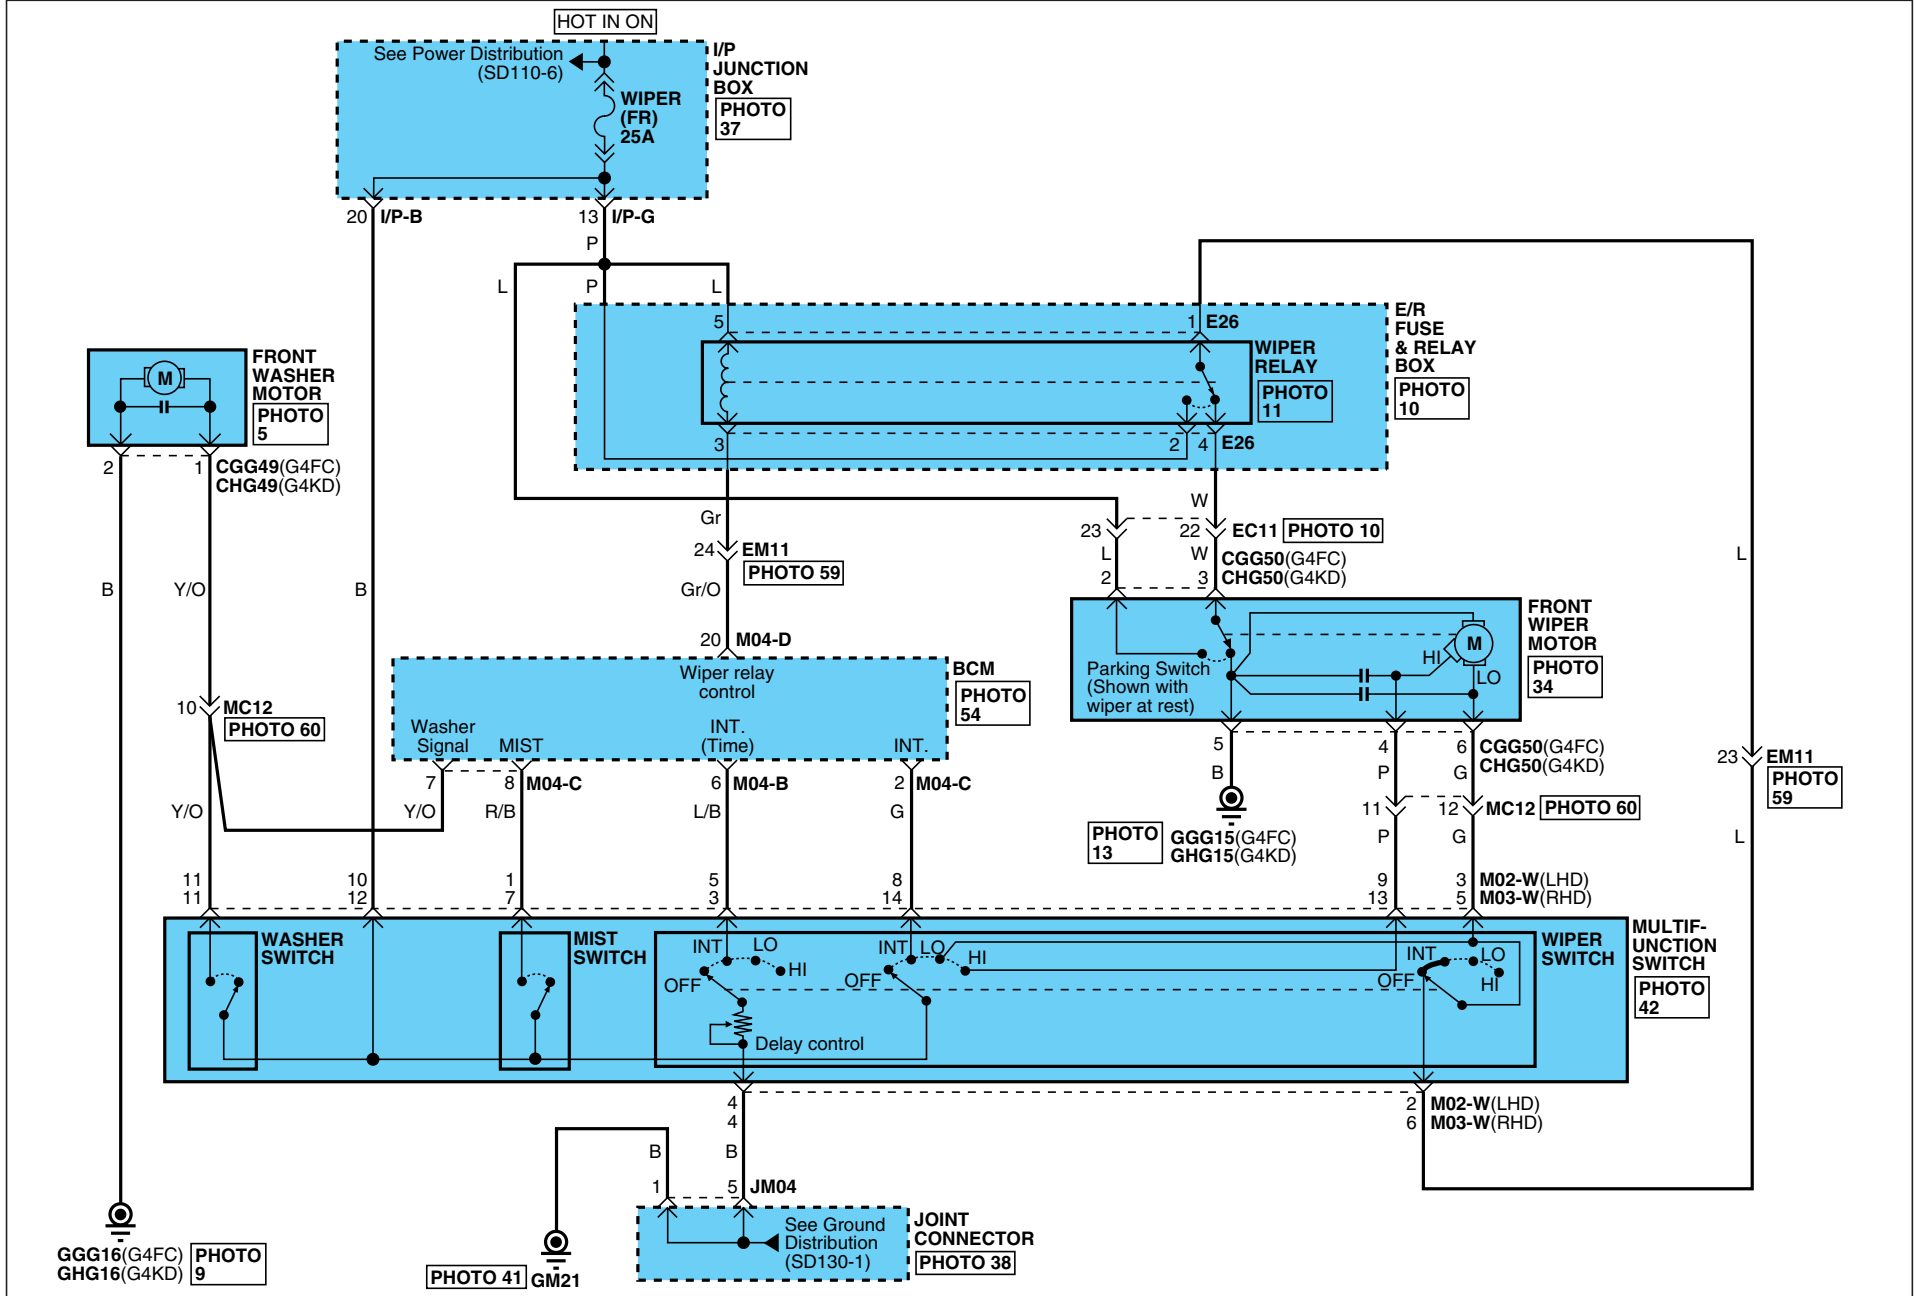 HOT IN ON
See Power Distribution
(SD110-6)
WIPER
(FR)
25A
I/P
JUNCTION
BOX
PHOTO
37
20 I/P-B
13 I/P-G
P
L
P
L
5
1 E26
E/R
FUSE
& RELAY
BOX
PHOTO
10
WIPER
RELAY
PHOTO
11
3
2
4 E26
M
FRONT
WASHER
MOTOR
PHOTO
5
2
1
CGG49(G4FC)
CHG49(G4KD)
B
Y/O
B
Gr
24 EM11
PHOTO 59
Gr/O
W
23
22 EC11 PHOTO 10
L
W
CGG50(G4FC)
CHG50(G4KD)
2
3
L
20 M04-D
Wiper relay
control
BCM
PHOTO
54
Washer
Signal
MIST
INT.
(Time)
INT.
7
8 M04-C
6 M04-B
2 M04-C
10 MC12
PHOTO 60
Y/O
Y/O
R/B
L/B
G
M
HI
LO
Parking Switch
(Shown with
wiper at rest)
FRONT
WIPER
MOTOR
PHOTO
34
5
4
6
CGG50(G4FC)
CHG50(G4KD)
B
P
G
11
12 MC12 PHOTO 60
PHOTO
13
GGG15(G4FC)
GHG15(G4KD)
P
G
23 EM11
PHOTO
59
L
11
10
1
5
8
9
3 M02-W(LHD)
11
12
7
3
14
13
5 M03-W(RHD)
WASHER
SWITCH
MIST
SWITCH
INT
LO
HI
OFF
Delay control
INT
LO
HI
OFF
INT
LO
HI
OFF
WIPER
SWITCH
MULTIF-
UNCTION
SWITCH
PHOTO
42
4
4
2 M02-W(LHD)
6 M03-W(RHD)
B
B
1
5 JM04
See Ground
Distribution
(SD130-1)
JOINT
CONNECTOR
PHOTO 38
GGG16(G4FC)
GHG16(G4KD)
PHOTO
9
PHOTO 41 GM21